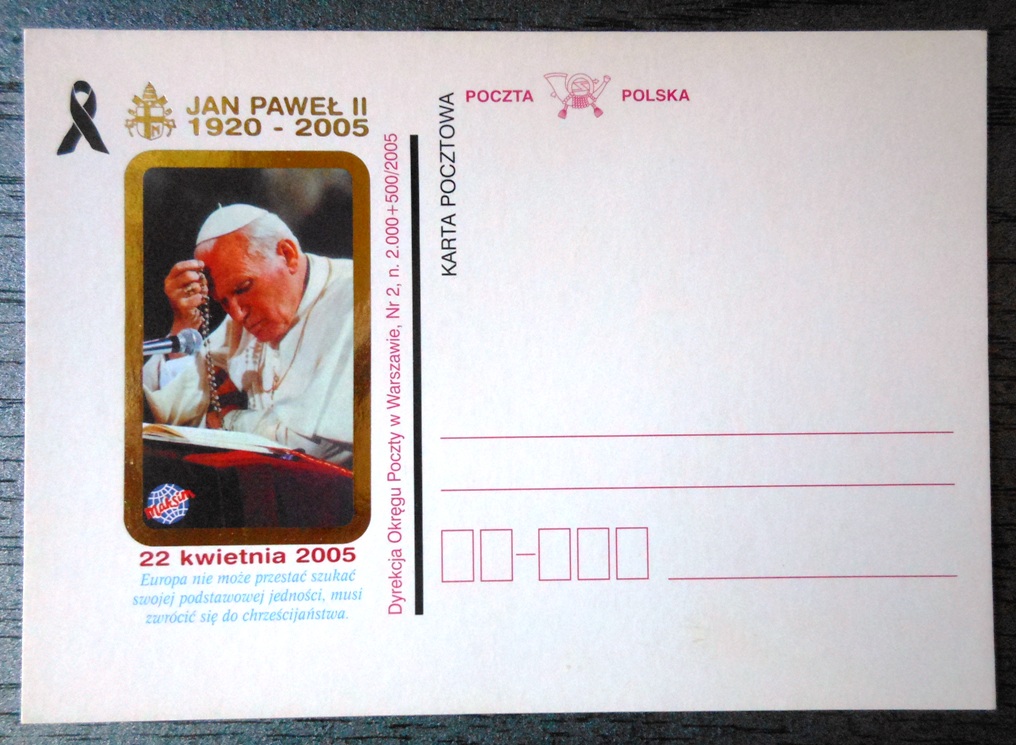 JAN PAWEŁ II
1920 - 2005
Maksim
22 kwietnia 2005
Europa nie może przestać szukać
swojej podstawowej jedności, musi
zwrócić się do chrześcijaństwa.
Dyrekcja Okręgu Poczty w Warszawie, Nr 2, n. 2.000+500/2005
KARTA POCZTOWA
POCZTA POLSKA